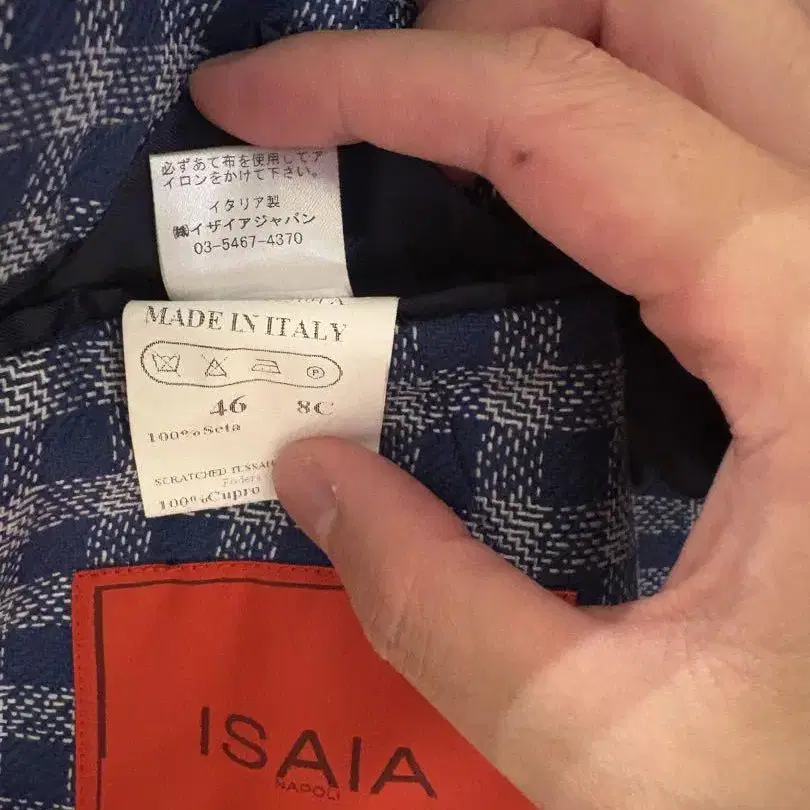 必ずあて布を使用してア
イロンをかけて下さい。
イタリア製
㈱イザイアジャパン
03-5467-4370
MADE IN ITALY
P
46 8C
100%Seta
SCRATCHED
100%Cupro
ISAIA
NAPOLI